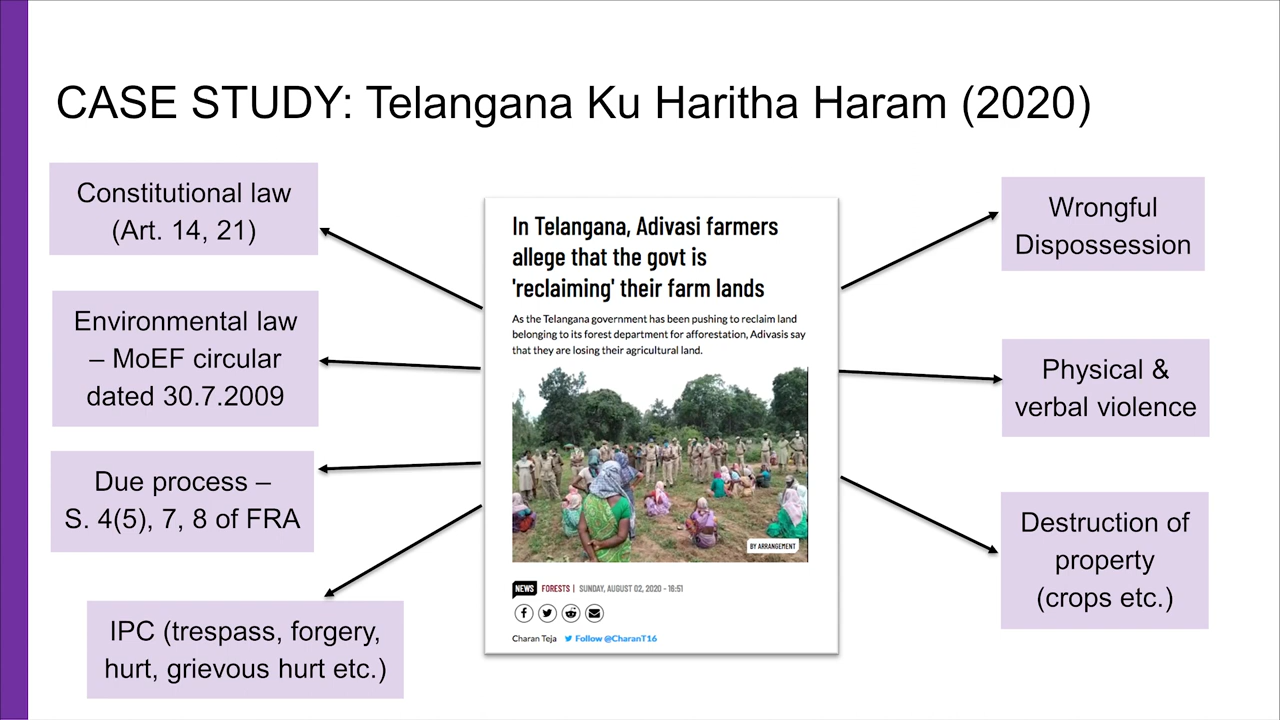 CASE STUDY: Telangana Ku Haritha Haram (2020)
Constitutional law
(Art. 14, 21)
Environmental law
– MoEF circular
dated 30.7.2009
Due process –
S. 4(5), 7, 8 of FRA
IPC (trespass, forgery,
hurt, grievous hurt etc.)
In Telangana, Adivasi farmers
allege that the govt is
'reclaiming' their farm lands
As the Telangana government has been pushing to reclaim land
belonging to its forest department for afforestation, Adivasis say
that they are losing their agricultural land.
BY ARRANGEMENT
NEWS FORESTS | SUNDAY, AUGUST 02, 2020 - 16:51
Charan Teja Follow @CharanT16
Wrongful
Dispossession
Physical &
verbal violence
Destruction of
property
(crops etc.)